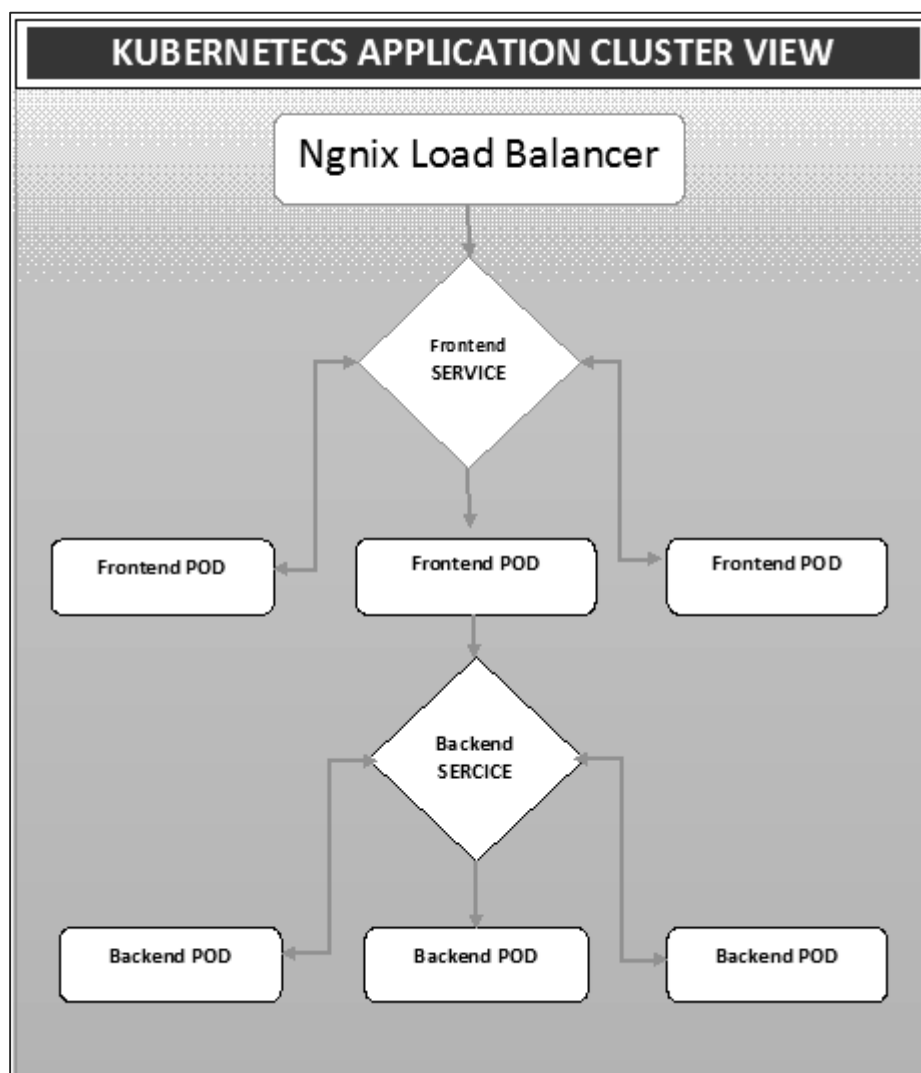 KUBERNETECS APPLICATION CLUSTER VIEW
Ngnix Load Balancer
Frontend
SERVICE
Frontend POD
Frontend POD
Frontend POD
Backend
SERCICE
Backend POD
Backend POD
Backend POD